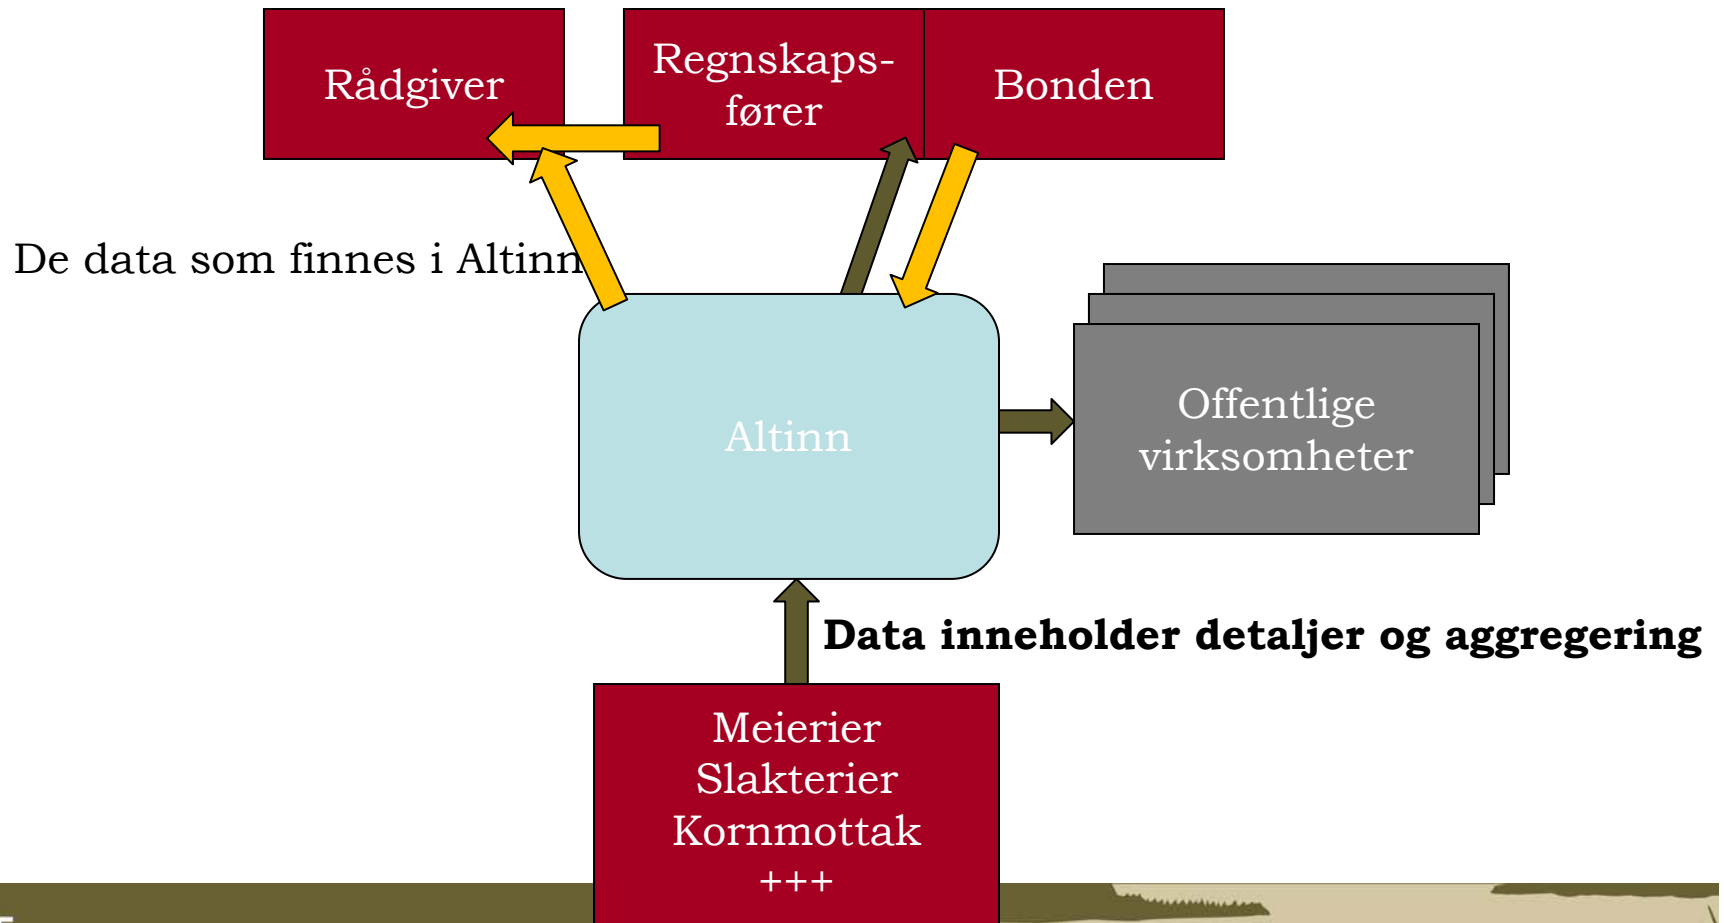 Rådgiver
Regnskaps-
fører
Bonden
De data som finnes i Altinn
Altinn
Offentlige
virksomheter
Data inneholder detaljer og aggregering
Meierier
Slakterier
Kornmottak
+++